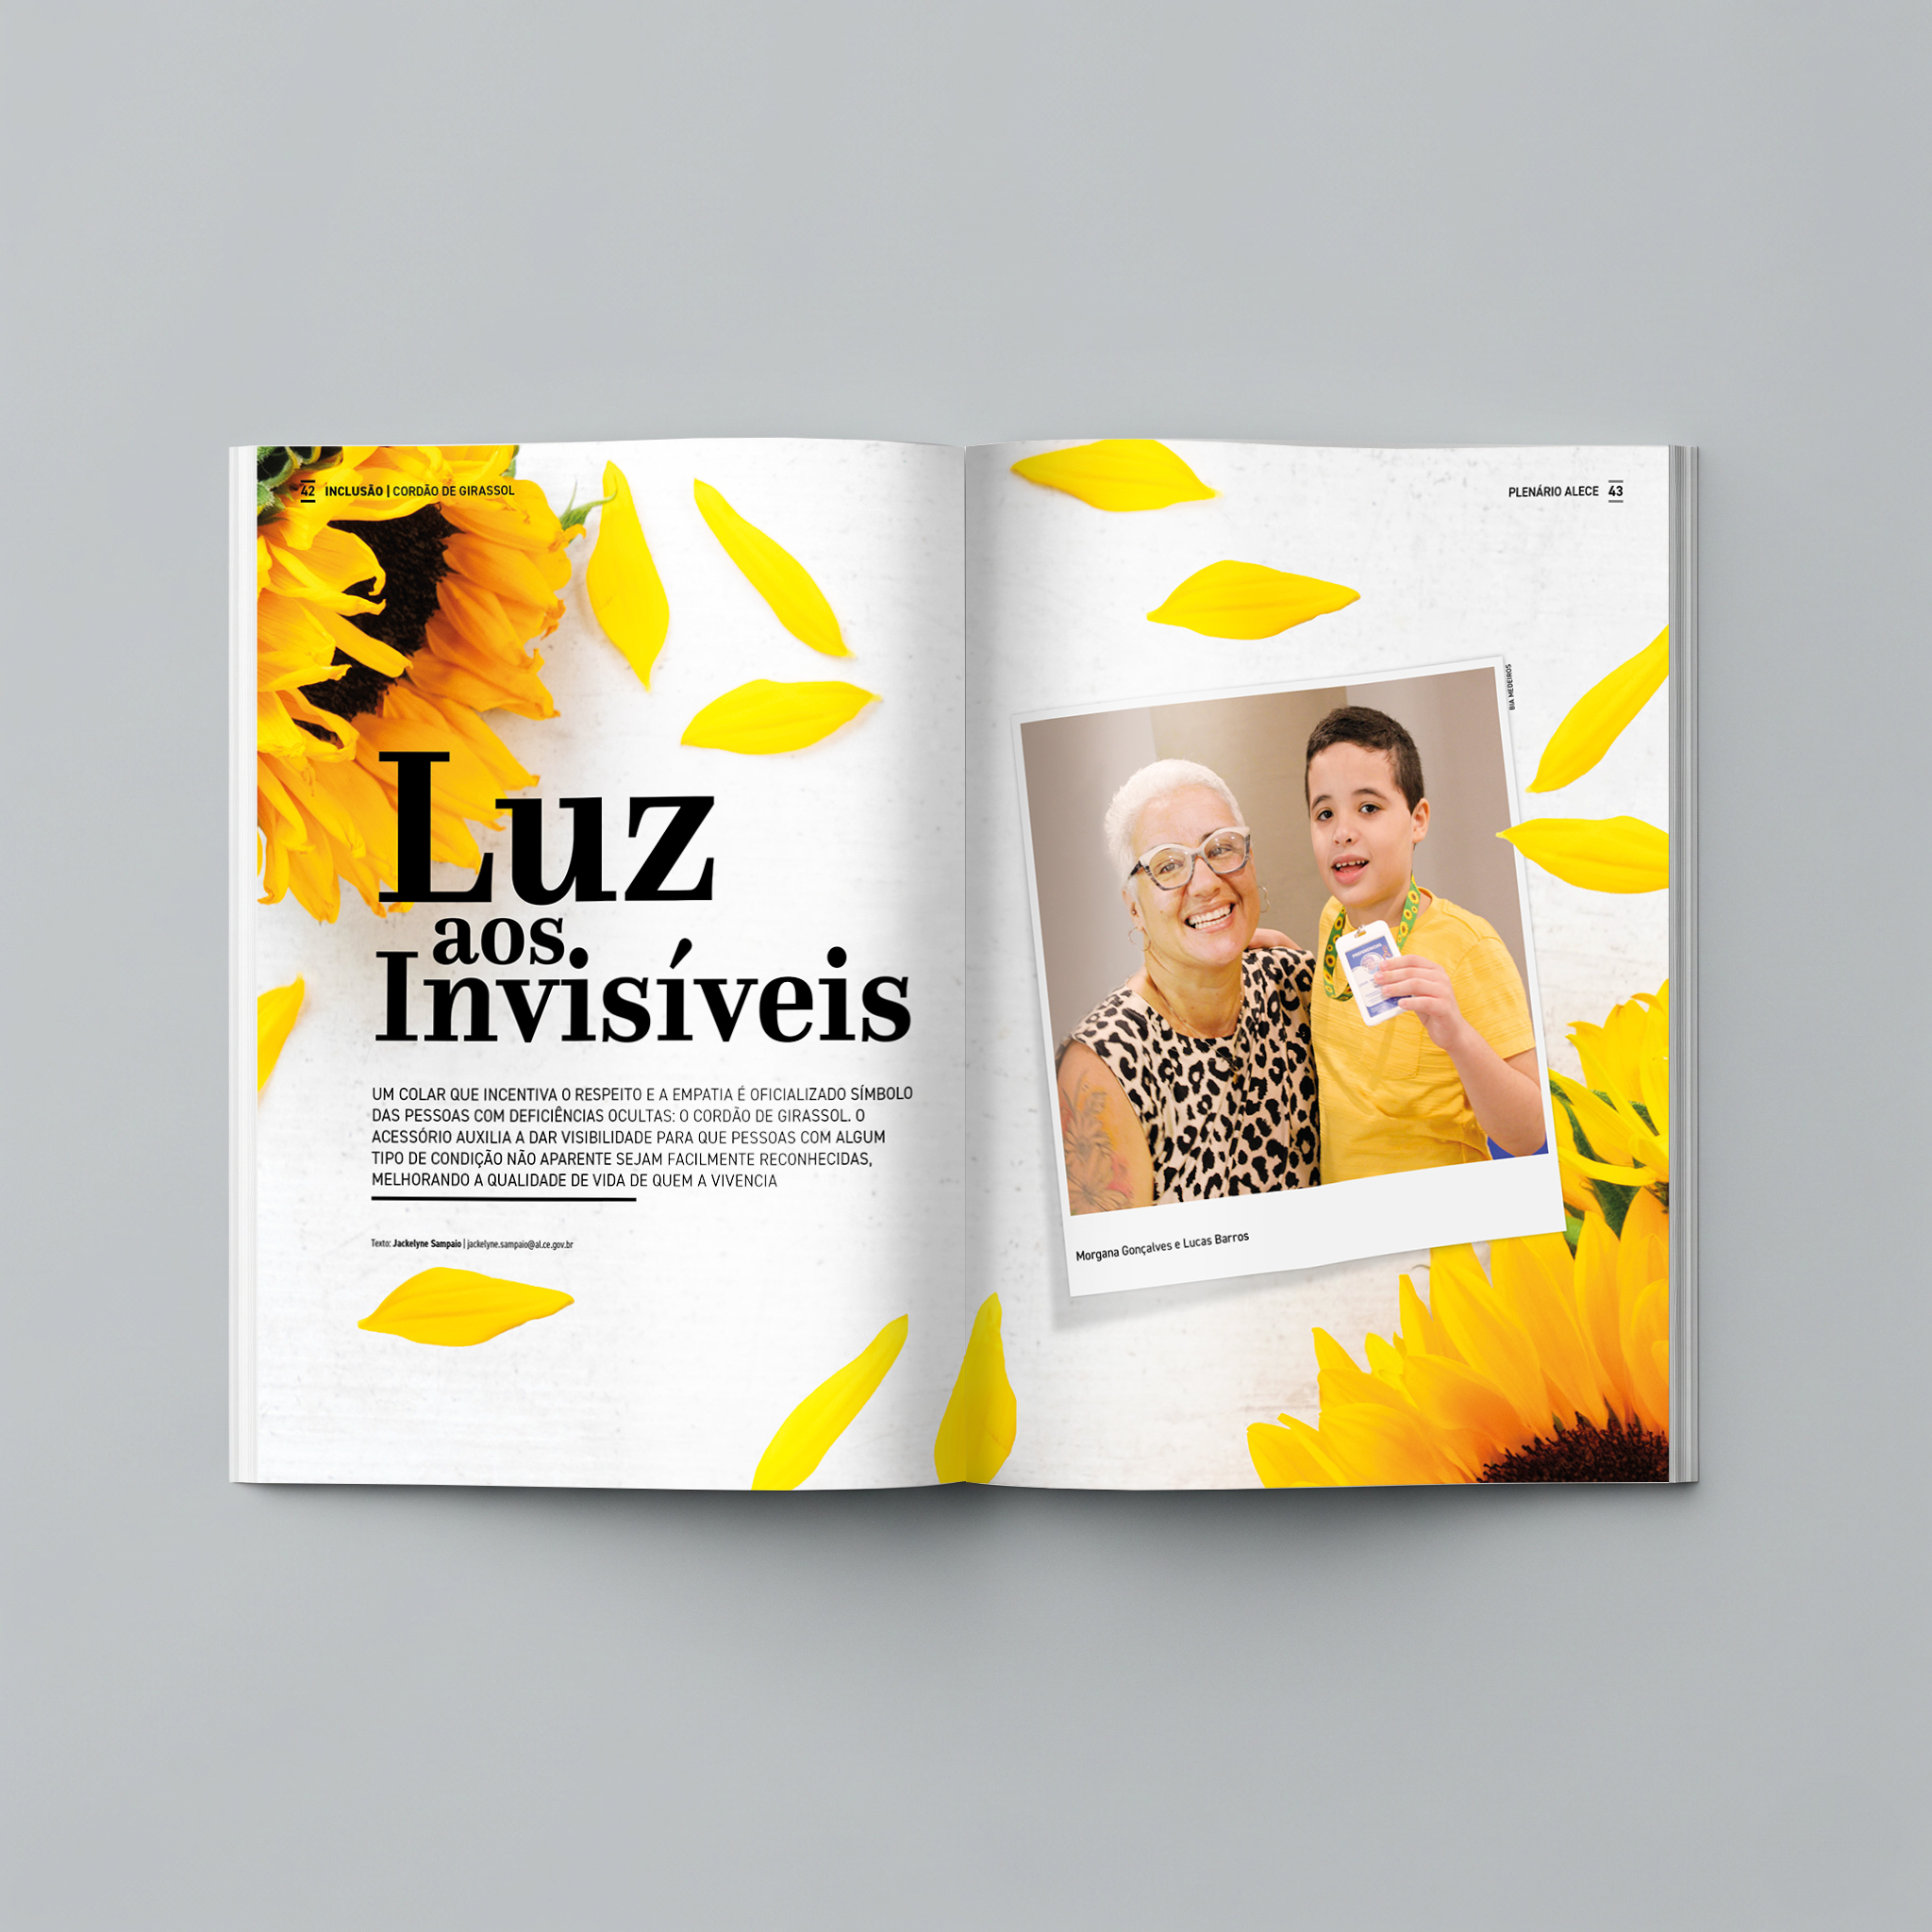 42 INCLUSÃO | CORDÃO DE GIRASSOL
Luz
aos
Invisíveis
UM COLAR QUE INCENTIVA O RESPEITO E A EMPATIA É OFICIALIZADO SÍMBOLO
DAS PESSOAS COM DEFICIÊNCIAS OCULTAS: O CORDÃO DE GIRASSOL. O
ACESSÓRIO AUXILIA A DAR VISIBILIDADE PARA QUE PESSOAS COM ALGUM
TIPO DE CONDIÇÃO NÃO APARENTE SEJAM FACILMENTE RECONHECIDAS,
MELHORANDO A QUALIDADE DE VIDA DE QUEM A VIVENCIA
Texto: Jackelyne Sampaio | jackelyne.sampaio@al.ce.gov.br
PLENÁRIO ALECE 43
BIA MEDEIROS
Morgana Gonçalves e Lucas Barros